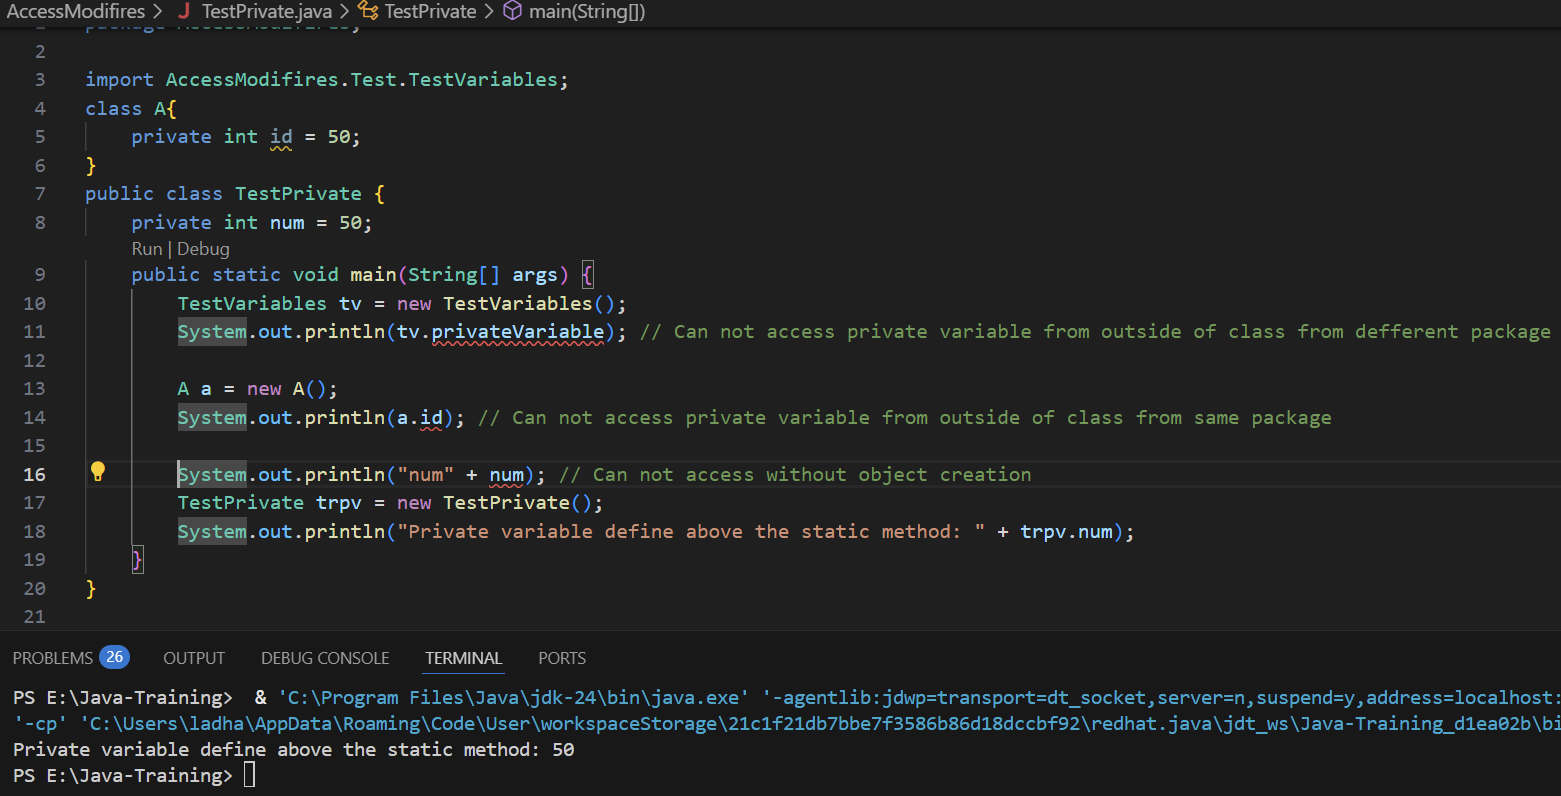 AccessModifires > J TestPrivate.java > TestPrivate > main(String[])
2
3 import AccessModifires.Test.TestVariables;
4 class A{
5 private int id = 50;
6 }
7 public class TestPrivate {
8 private int num = 50;
Run | Debug
9 public static void main(String[] args) {
10 TestVariables tv = new TestVariables();
11 System.out.println(tv.privateVariable); // Can not access private variable from outside of class from defferent package
12
13 A a = new A();
14 System.out.println(a.id); // Can not access private variable from outside of class from same package
15
16 System.out.println("num" + num); // Can not access without object creation
17 TestPrivate trpv = new TestPrivate();
18 System.out.println("Private variable define above the static method: " + trpv.num);
19 }
20 }
21
PROBLEMS 26 OUTPUT DEBUG CONSOLE TERMINAL PORTS
PS E:\Java-Training> & 'C:\Program Files\Java\jdk-24\bin\java.exe' '-agentlib:jdwp=transport=dt_socket,server=n,suspend=y,address=localhost:
'-cp' 'C:\Users\ladha\AppData\Roaming\Code\User\workspaceStorage\21c1f21db7bbe7f3586b86d18dccbf92\redhat.java\jdt_ws\Java-Training_d1ea02b\bi
Private variable define above the static method: 50
PS E:\Java-Training>